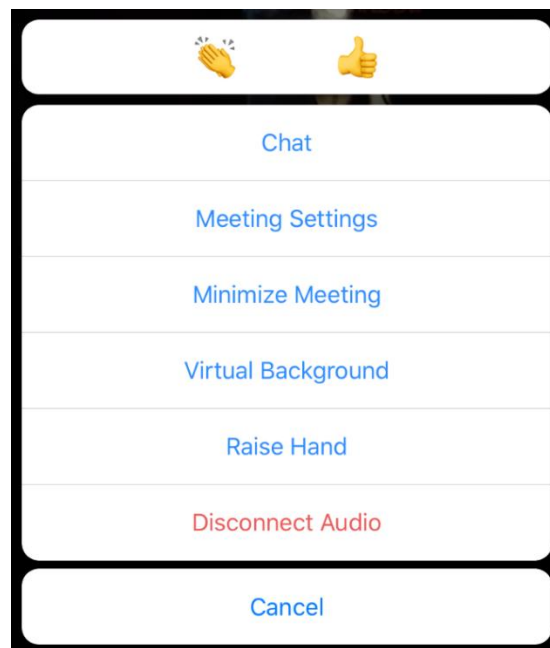 Chat
Meeting Settings
Minimize Meeting
Virtual Background
Raise Hand
Disconnect Audio
Cancel